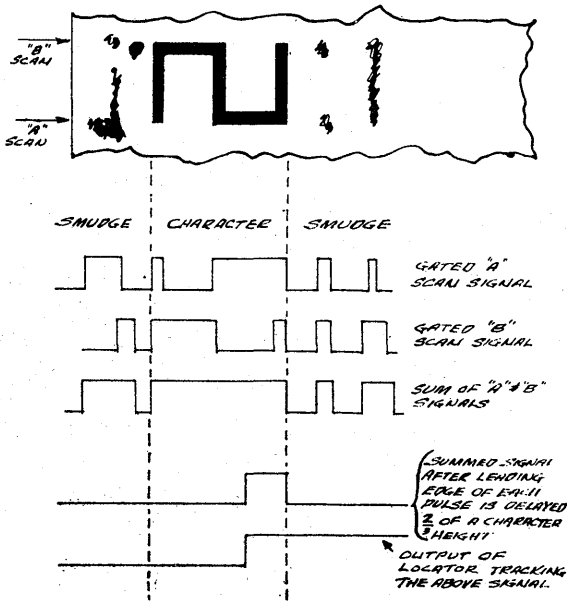 "B"
SCAN
"A"
SCAN
SMUDGE CHARACTER SMUDGE
GATED "A"
SCAN SIGNAL
GATED "B"
SCAN SIGNAL
SUM OF "A" & "B"
SIGNALS
SUMMED SIGNAL
AFTER LEADING
EDGE OF EACH
PULSE IS DELAYED
2/3 OF A CHARACTER
HEIGHT
OUTPUT OF
LOCATOR TRACKING
THE ABOVE SIGNAL